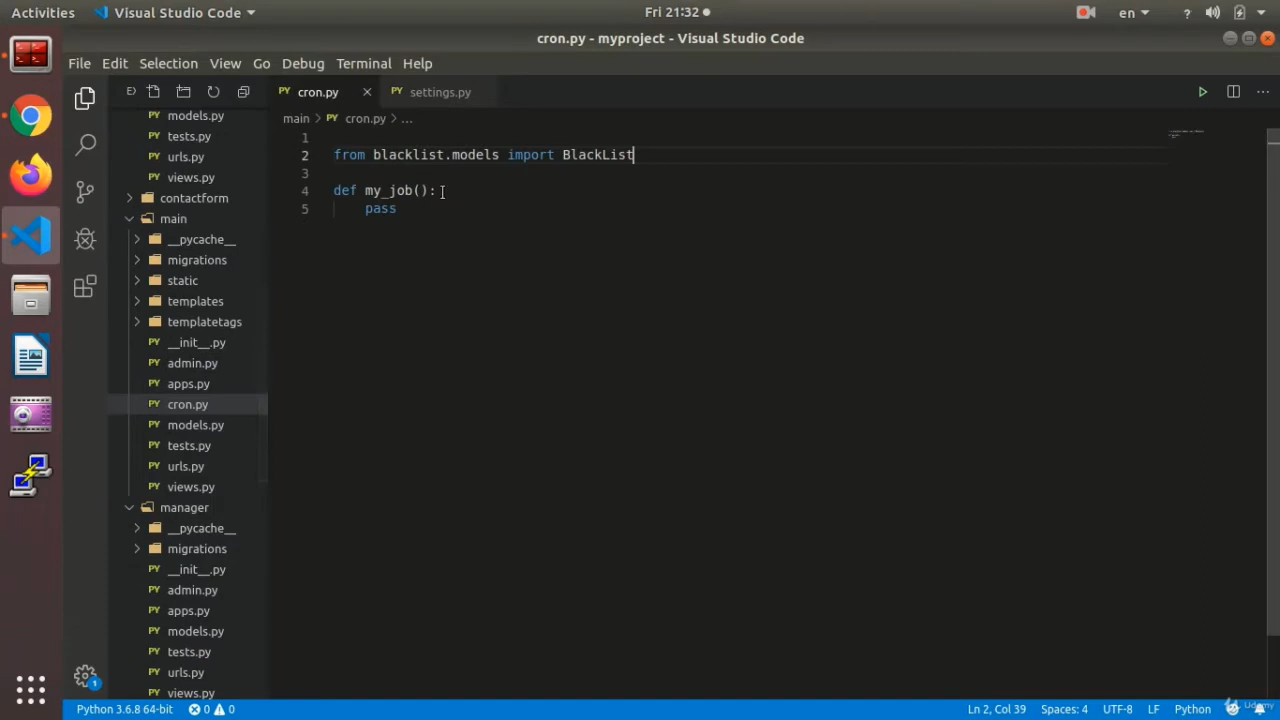 Activities Visual Studio Code Fri 21:32 en ?
cron.py - myproject - Visual Studio Code
File Edit Selection View Go Debug Terminal Help
cron.py settings.py
main > cron.py > ...
models.py
tests.py
urls.py
views.py
contactform
main
__pycache__
migrations
static
templates
templatetags
__init__.py
admin.py
apps.py
cron.py
models.py
tests.py
urls.py
views.py
manager
__pycache__
migrations
__init__.py
admin.py
apps.py
models.py
tests.py
urls.py
views.py
1
2 from blacklist.models import BlackList
3
4 def my_job():
5 pass
1
Python 3.6.8 64-bit 0 0 Ln 2, Col 39 Spaces: 4 UTF-8 LF Python
Udemy